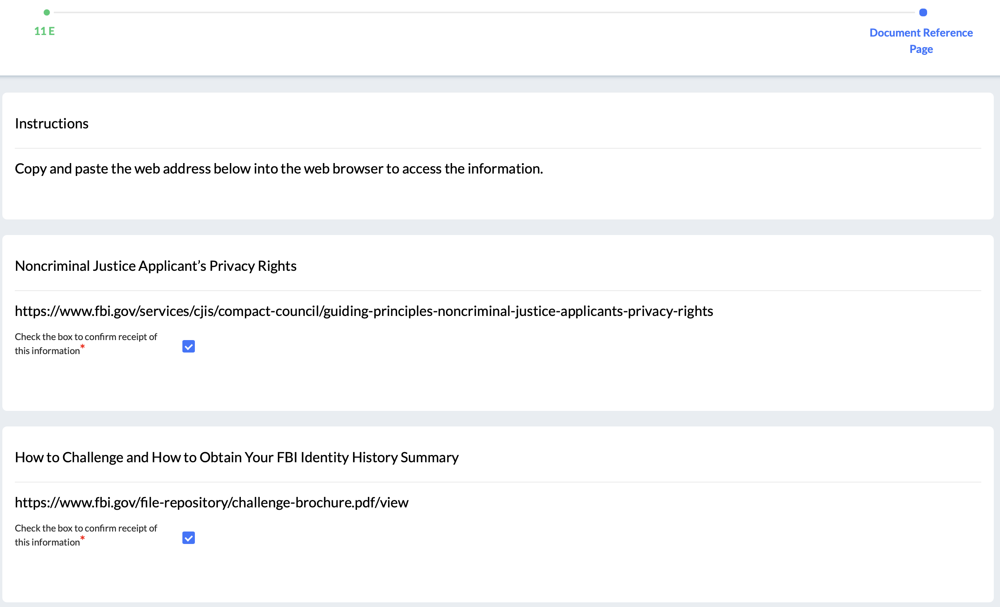 11 E
Document Reference
Page
Instructions
Copy and paste the web address below into the web browser to access the information.
Noncriminal Justice Applicant’s Privacy Rights
https://www.fbi.gov/services/cjis/compact-council/guiding-principles-noncriminal-justice-applicants-privacy-rights
Check the box to confirm receipt of
this information*
How to Challenge and How to Obtain Your FBI Identity History Summary
https://www.fbi.gov/file-repository/challenge-brochure.pdf/view
Check the box to confirm receipt of
this information*